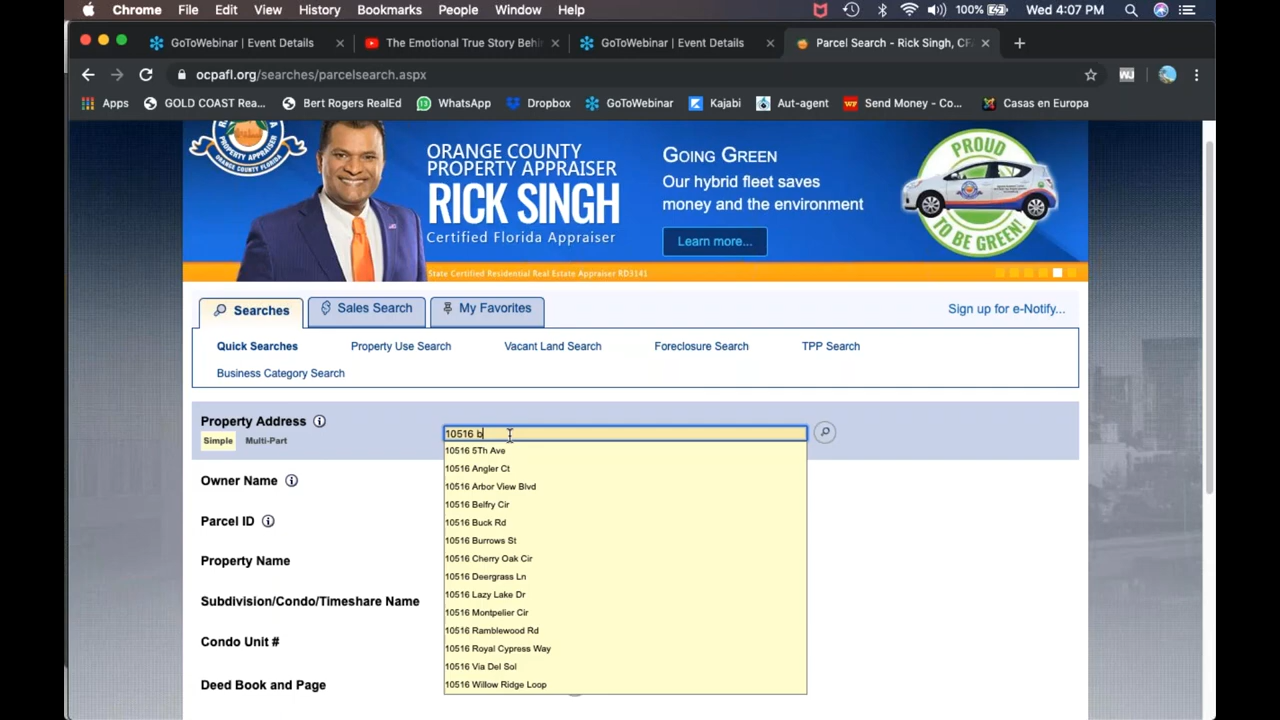 Chrome File Edit View History Bookmarks People Window Help 100% Wed 4:07 PM
GoToWebinar | Event Details The Emotional True Story Behi GoToWebinar | Event Details Parcel Search - Rick Singh, CFA
ocpafl.org/searches/parcelsearch.aspx WJ
Apps GOLD COAST Rea... Bert Rogers RealEd WhatsApp Dropbox GoToWebinar Kajabi Aut-agent Send Money - Co... Casas en Europa
PROPERTY APPRAISER
ORANGE COUNTY FLORIDA
ORANGE COUNTY
PROPERTY APPRAISER
RICK SINGH
Certified Florida Appraiser
State Certified Residential Real Estate Appraiser RD3141
GOING GREEN
Our hybrid fleet saves
money and the environment
Learn more...
PROUD
TO BE GREEN!
Searches Sales Search My Favorites Sign up for e-Notify...
Quick Searches Property Use Search Vacant Land Search Foreclosure Search TPP Search
Business Category Search
Property Address
Simple Multi-Part
10516 b
10516 5Th Ave
10516 Angler Ct
10516 Arbor View Blvd
10516 Belfry Cir
10516 Buck Rd
10516 Burrows St
10516 Cherry Oak Cir
10516 Deergrass Ln
10516 Lazy Lake Dr
10516 Montpelier Cir
10516 Ramblewood Rd
10516 Royal Cypress Way
10516 Via Del Sol
10516 Willow Ridge Loop
Owner Name
Parcel ID
Property Name
Subdivision/Condo/Timeshare Name
Condo Unit #
Deed Book and Page